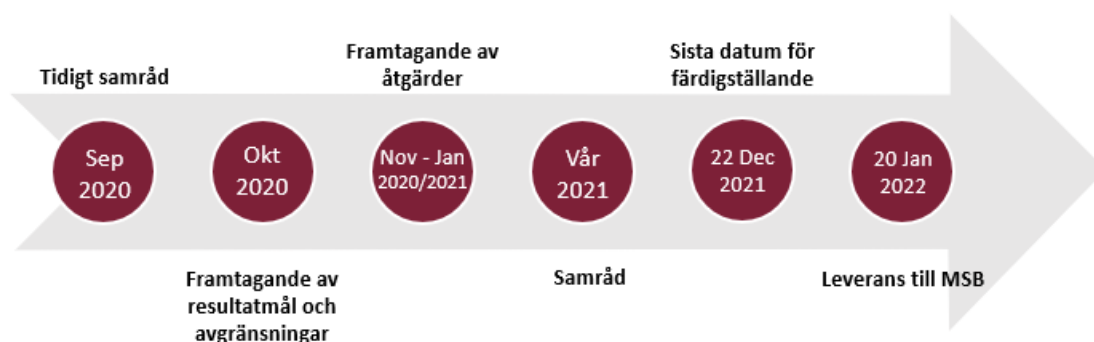 Tidigt samråd
Sep
2020
Okt
2020
Framtagande av
resultatmål och
avgränsningar
Framtagande av
åtgärder
Nov - Jan
2020/2021
Vår
2021
Samråd
Sista datum för
färdigställande
22 Dec
2021
20 Jan
2022
Leverans till MSB